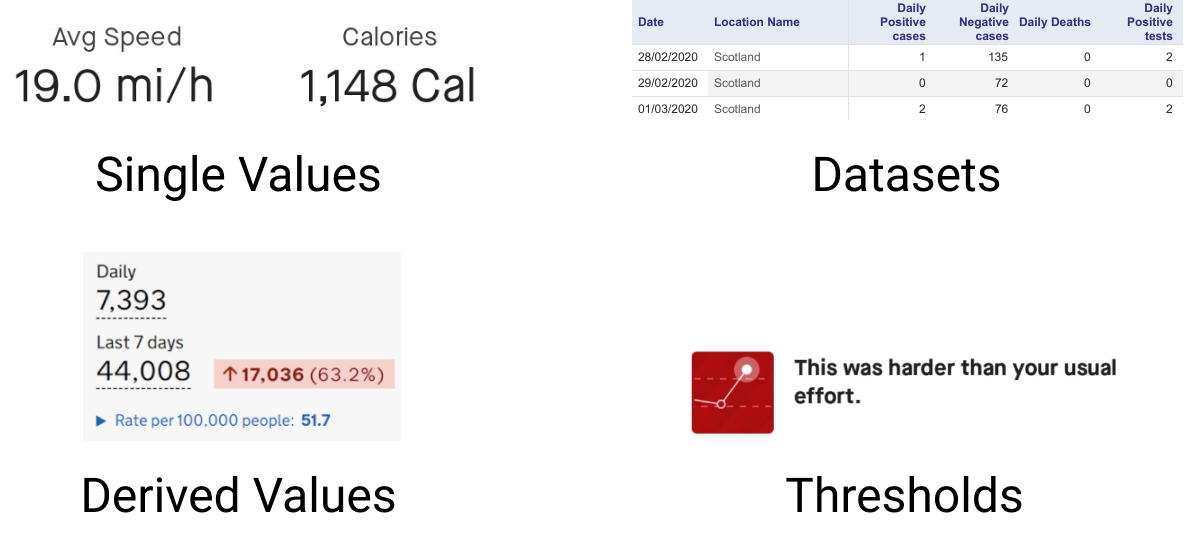 Avg Speed
19.0 mi/h
Calories
1,148 Cal
Single Values
Date Location Name Daily Positive cases Daily Negative cases Daily Deaths Daily Positive tests
28/02/2020 Scotland 1 135 0 2
29/02/2020 Scotland 0 72 0 0
01/03/2020 Scotland 2 76 0 2
Datasets
Daily
7,393
Last 7 days
44,008 ↑17,036 (63.2%)
▶ Rate per 100,000 people: 51.7
Derived Values
This was harder than your usual
effort.
Thresholds